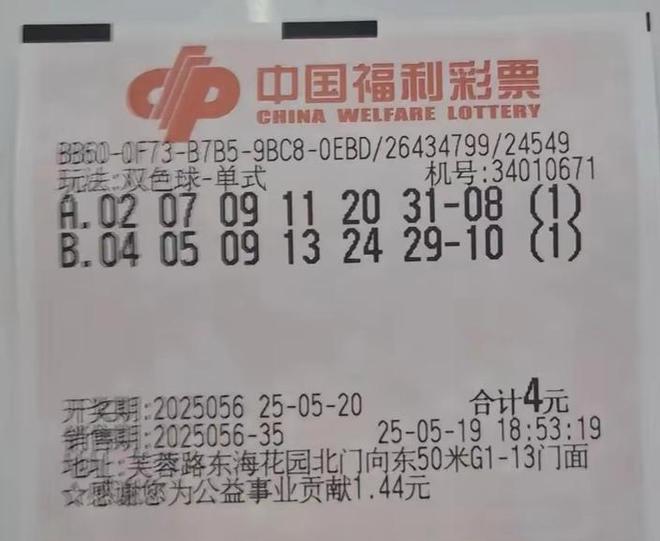 中国福利彩票
CHINA WELFARE LOTTERY
BB60-0F73-B7B5-9BC8-0EBD/26434799/24549
玩法:双色球-单式 机号:34010671
A.02 07 09 11 20 31-08 (1)
B.04 05 09 13 24 29-10 (1)
开奖期:2025056 25-05-20 合计4元
销售期:2025056-35 25-05-19 18:53:19
地址:芙蓉路东海花园北门向东50米G1-13门面
☆感谢您为公益事业贡献1.44元